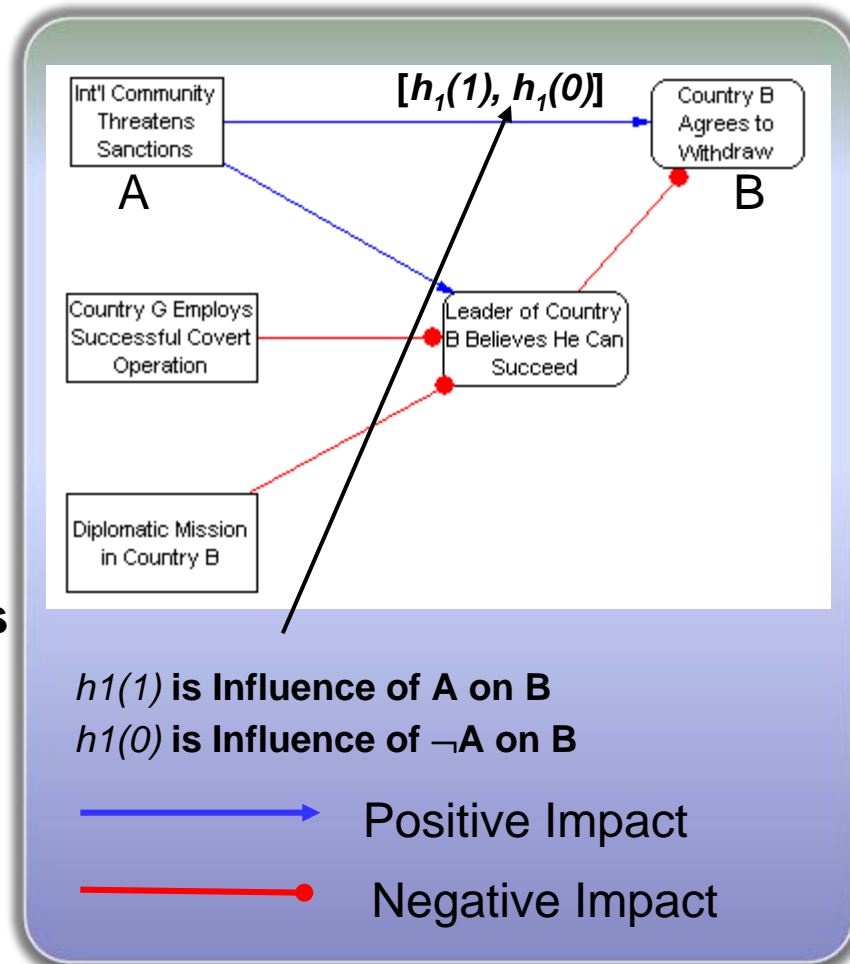 Int'l Community
Threatens
Sanctions
A
[h₁(1), h₁(0)]
Country B
Agrees to
Withdraw
B
Country G Employs
Successful Covert
Operation
Leader of Country
B Believes He Can
Succeed
Diplomatic Mission
in Country B
s
h1(1) is Influence of A on B
h1(0) is Influence of ¬A on B
Positive Impact
Negative Impact